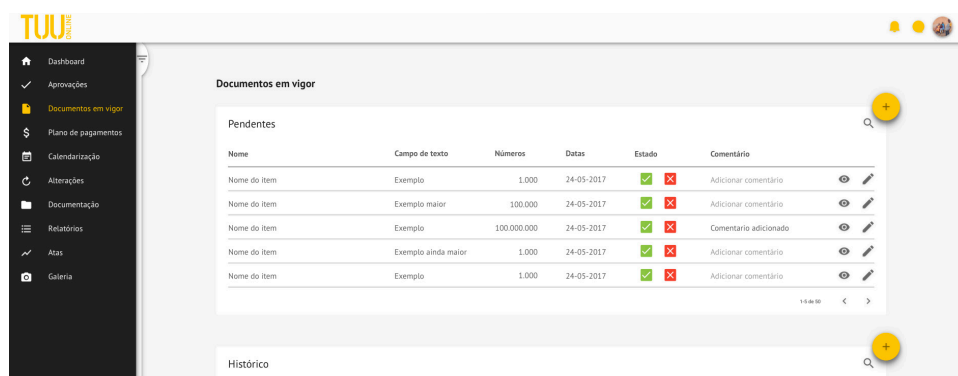 TUU ONLINE
Dashboard
Aprovações
Documentos em vigor
Plano de pagamentos
Calendarização
Alterações
Documentação
Relatórios
Atas
Galeria
Documentos em vigor
Pendentes
Nome Campo de texto Números Datas Estado Comentário
Nome do item Exemplo 1.000 24-05-2017 Adicionar comentário
Nome do item Exemplo maior 100.000 24-05-2017 Adicionar comentário
Nome do item Exemplo 100.000.000 24-05-2017 Comentario adicionado
Nome do item Exemplo ainda maior 1.000 24-05-2017 Adicionar comentário
Nome do item Exemplo 1.000 24-05-2017 Adicionar comentário
1-5 de 50
Histórico